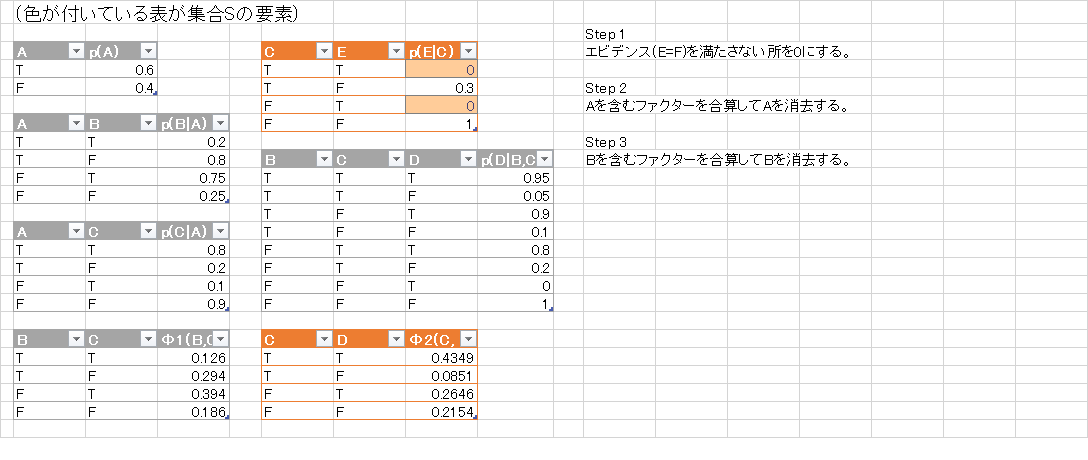 (色が付いている表が集合Sの要素)
A p(A)
T 0.6
F 0.4
A B p(B|A)
T T 0.2
T F 0.8
F T 0.75
F F 0.25
A C p(C|A)
T T 0.8
T F 0.2
F T 0.1
F F 0.9
B C Φ1(B,C
T T 0.126
T F 0.294
F T 0.394
F F 0.186
C E p(E|C)
T T 0
T F 0.3
F T 0
F F 1
B C D p(D|B,C
T T T 0.95
T T F 0.05
T F T 0.9
T F F 0.1
F T T 0.8
F T F 0.2
F F T 0
F F F 1
C D Φ2(C,
T T 0.4349
T F 0.0851
F T 0.2646
F F 0.2154
Step 1
エビデンス(E=F)を満たさない所を0にする。
Step 2
Aを含むファクターを合算してAを消去する。
Step 3
Bを含むファクターを合算してBを消去する。